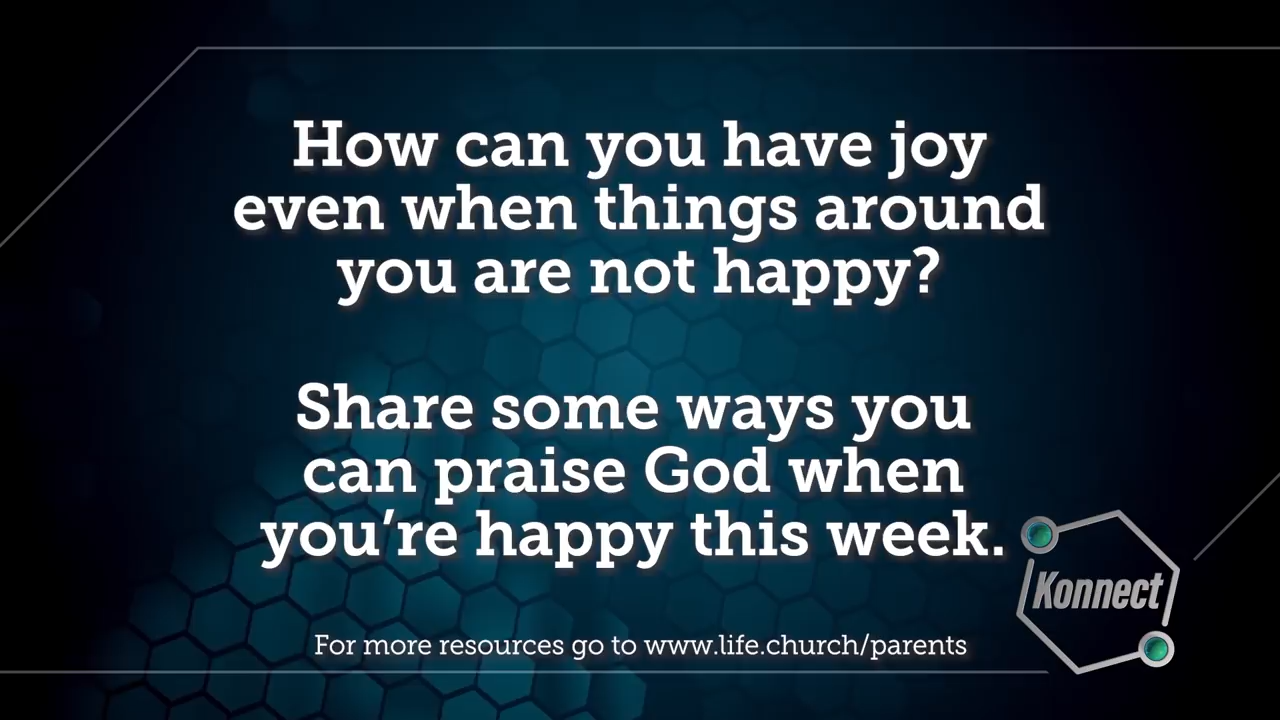 How can you have joy
even when things around
you are not happy?
Share some ways you
can praise God when
you’re happy this week.
Konnect
For more resources go to www.life.church/parents